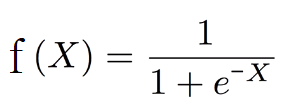 f (X) = 1 / (1 + e^{-X})